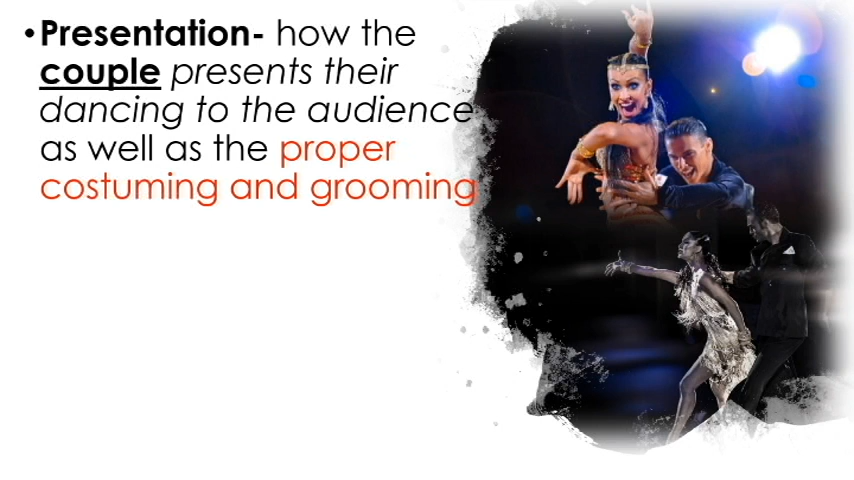 •Presentation- how the
couple presents their
dancing to the audience
as well as the proper
costuming and grooming